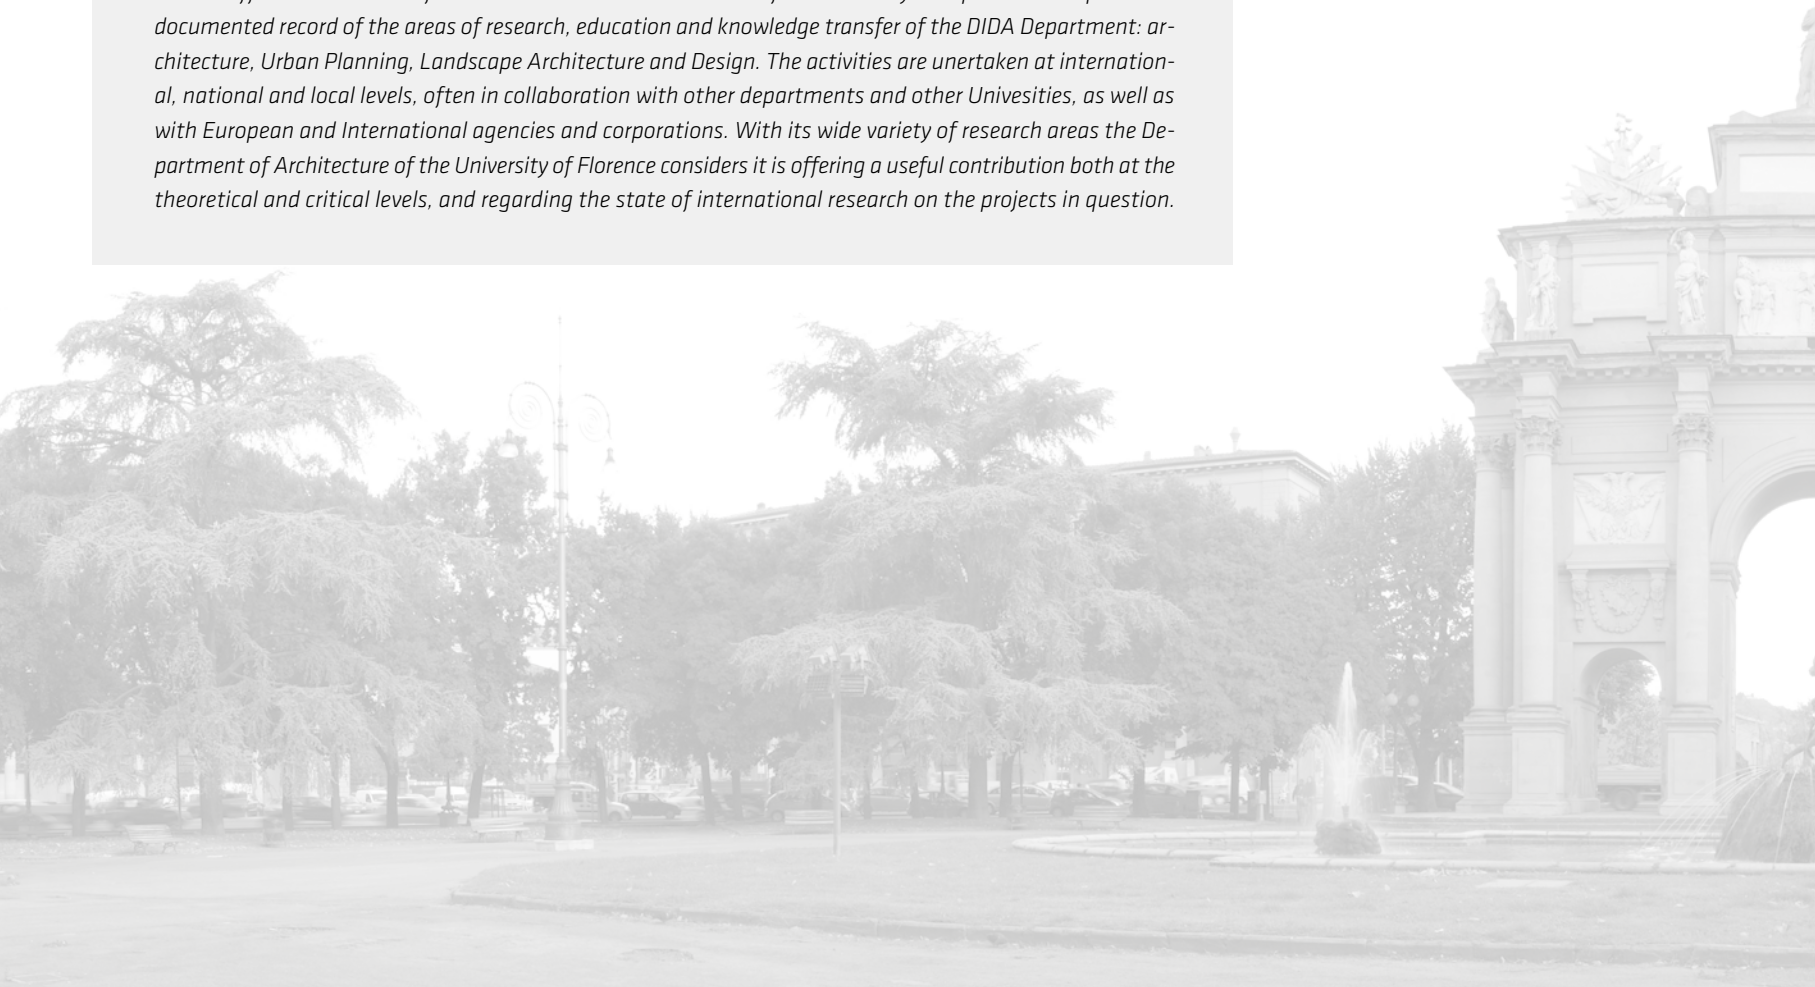 documented record of the areas of research, education and knowledge transfer of the DIDA Department: ar-
chitecture, Urban Planning, Landscape Architecture and Design. The activities are unertaken at internation-
al, national and local levels, often in collaboration with other departments and other Univesities, as well as
with European and International agencies and corporations. With its wide variety of research areas the De-
partment of Architecture of the University of Florence considers it is offering a useful contribution both at the
theoretical and critical levels, and regarding the state of international research on the projects in question.